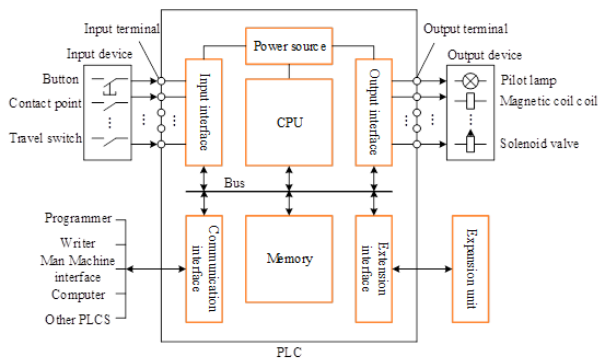 Input terminal
Output terminal
Input device
Power source
Output device
Button
Contact point
Travel switch
Input interface
CPU
Output interface
Pilot lamp
Magnetic coil coil
Solenoid valve
Bus
Programmer
Writer
Man Machine
interface
Computer
Other PLCS
Communication
interface
Memory
Extension
interface
Expansion unit
PLC